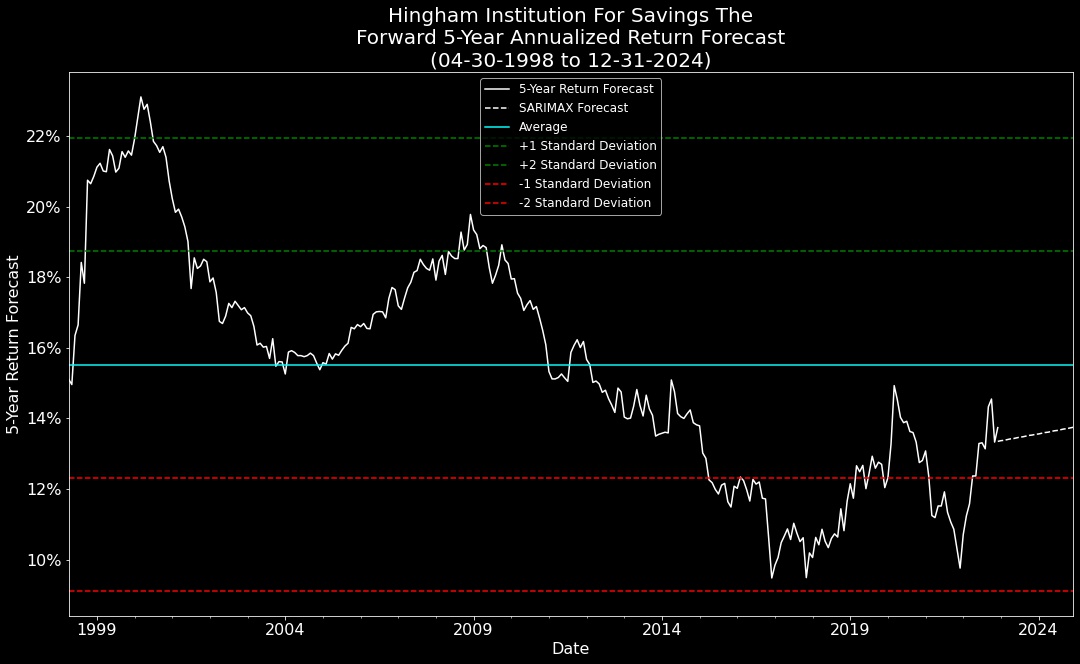 Hingham Institution For Savings The
Forward 5-Year Annualized Return Forecast
(04-30-1998 to 12-31-2024)
5-Year Return Forecast
SARIMAX Forecast
Average
+1 Standard Deviation
+2 Standard Deviation
-1 Standard Deviation
-2 Standard Deviation
5-Year Return Forecast
22%
20%
18%
16%
14%
12%
10%
1999 2004 2009 2014 2019 2024
Date